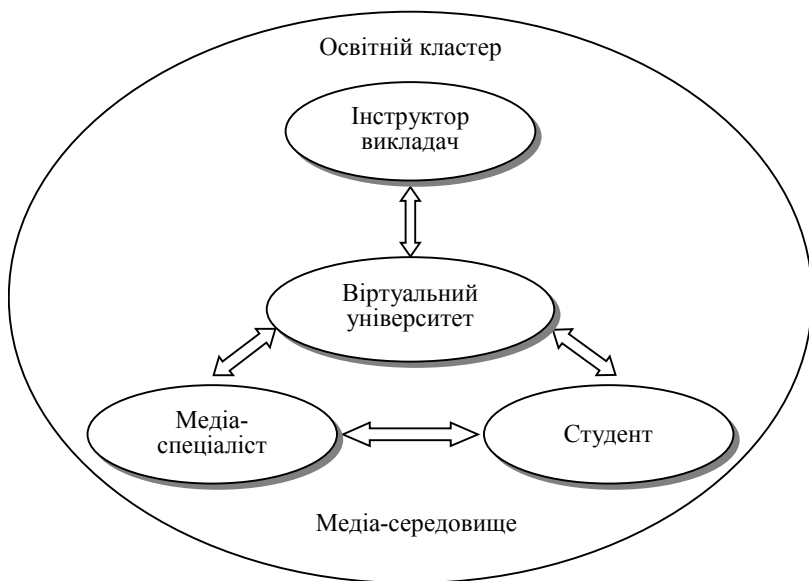 Освітній кластер
Інструктор
викладач
Віртуальний
університет
Медіа-
спеціаліст
Студент
Медіа-середовище